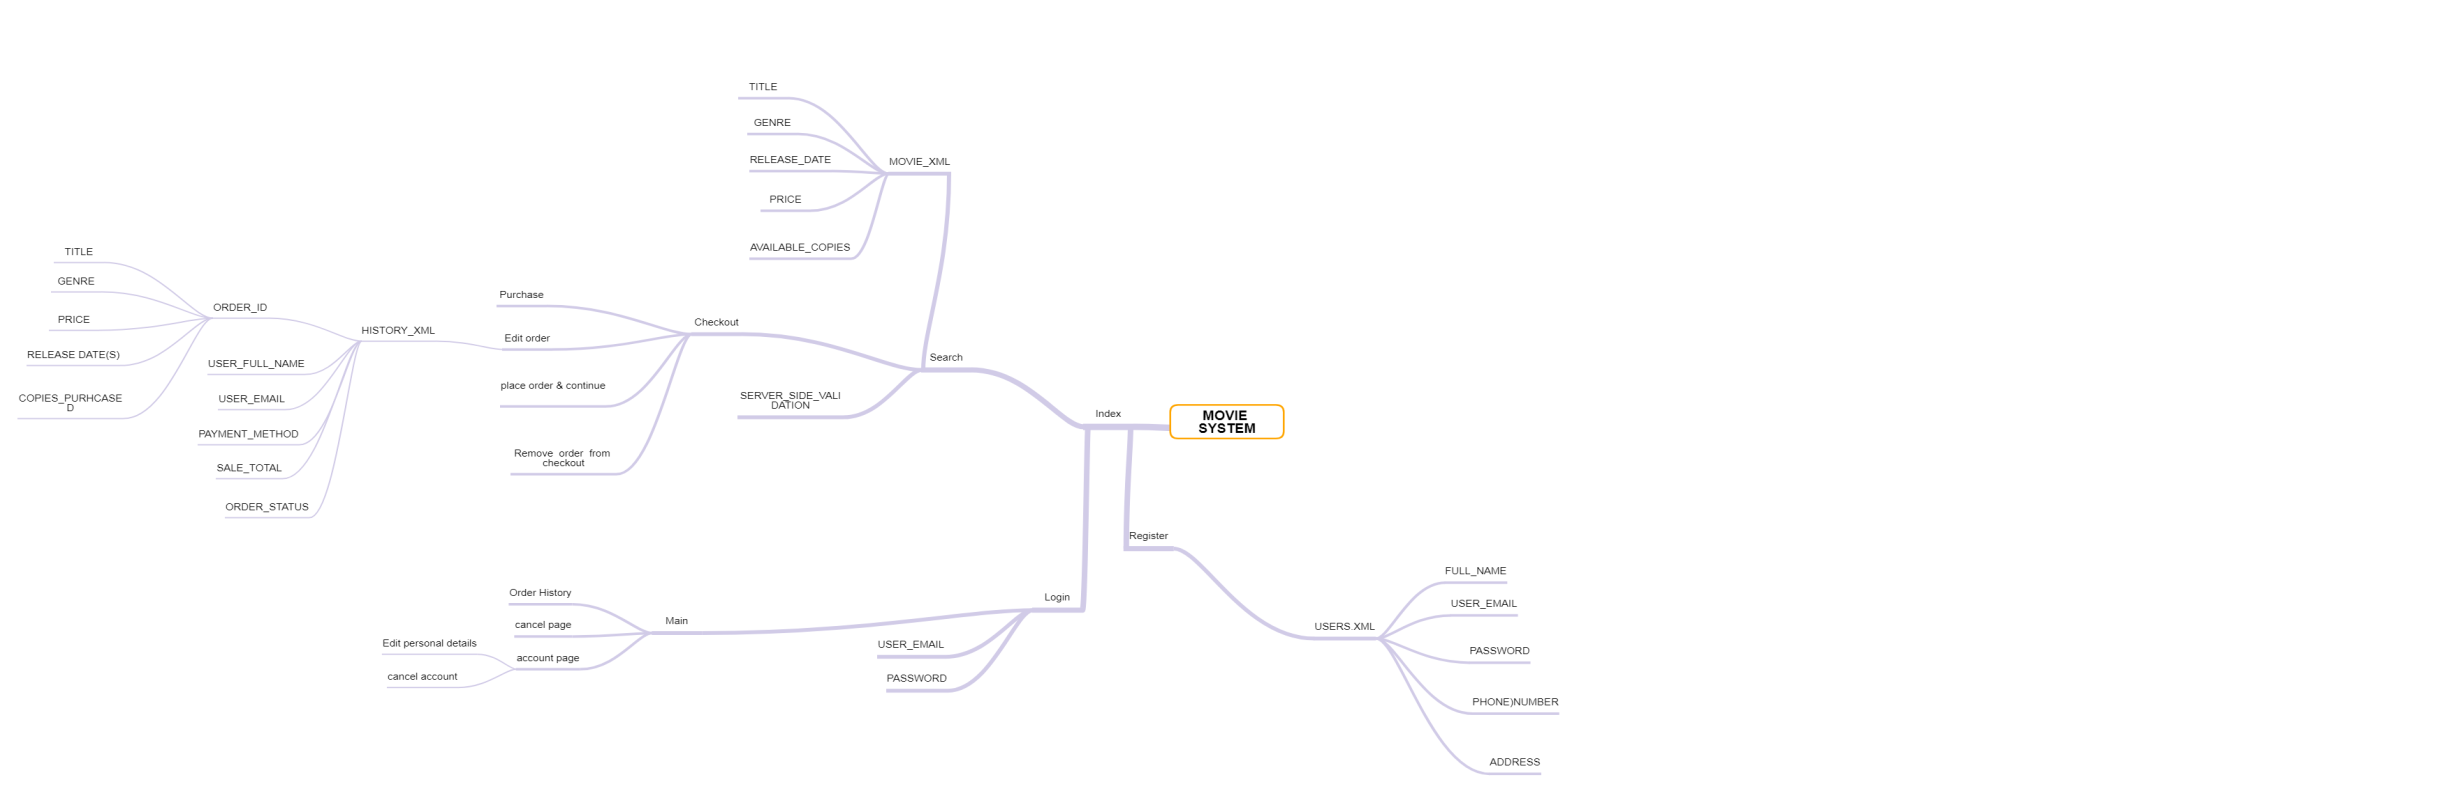 TITLE
GENRE
RELEASE_DATE
MOVIE_XML
PRICE
AVAILABLE_COPIES
TITLE
GENRE
PRICE
RELEASE DATE(S)
COPIES_PURHCASE
D
ORDER_ID
HISTORY_XML
USER_FULL_NAME
USER_EMAIL
PAYMENT_METHOD
SALE_TOTAL
ORDER_STATUS
Purchase
Edit order
place order & continue
Remove order from
checkout
Checkout
SERVER_SIDE_VALI
DATION
Search
Index
MOVIE
SYSTEM
Register
Login
Main
Order History
cancel page
account page
Edit personal details
cancel account
USER_EMAIL
PASSWORD
USERS.XML
FULL_NAME
USER_EMAIL
PASSWORD
PHONE)NUMBER
ADDRESS